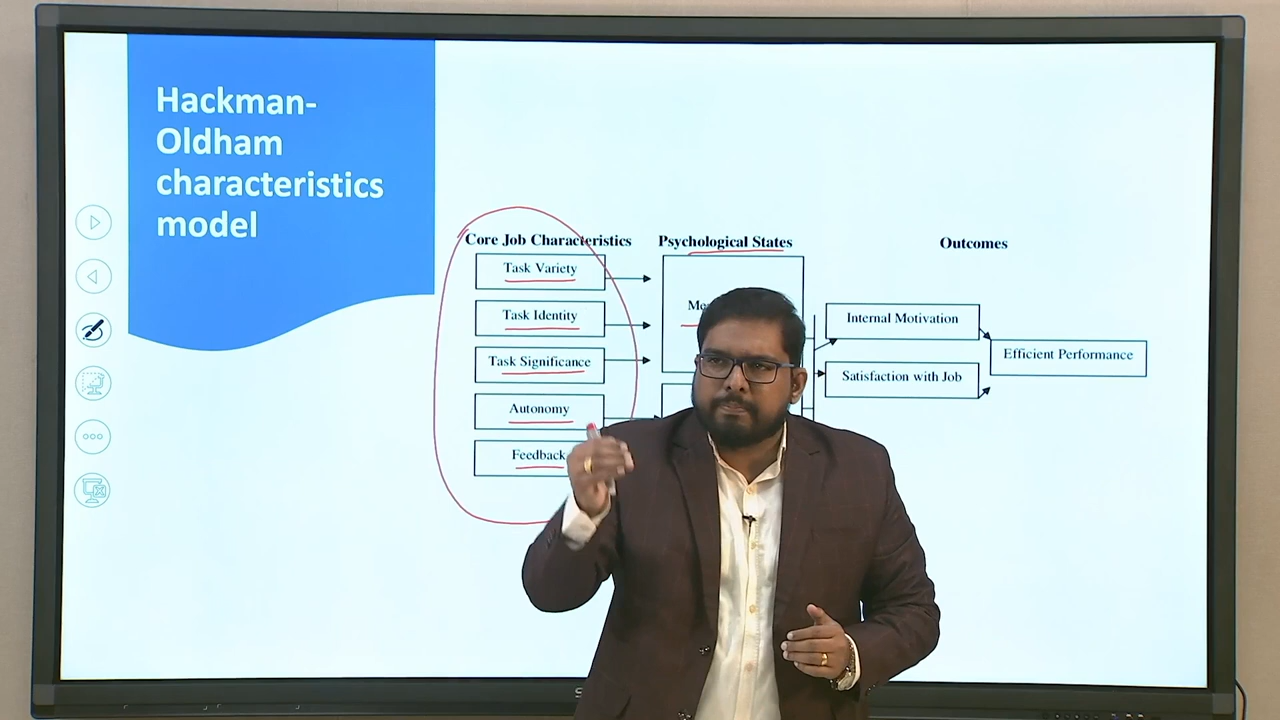 Hackman-
Oldham
characteristics
model
Core Job Characteristics
Psychological States
Outcomes
Task Variety
Task Identity
Task Significance
Autonomy
Feedback
Internal Motivation
Satisfaction with Job
Efficient Performance